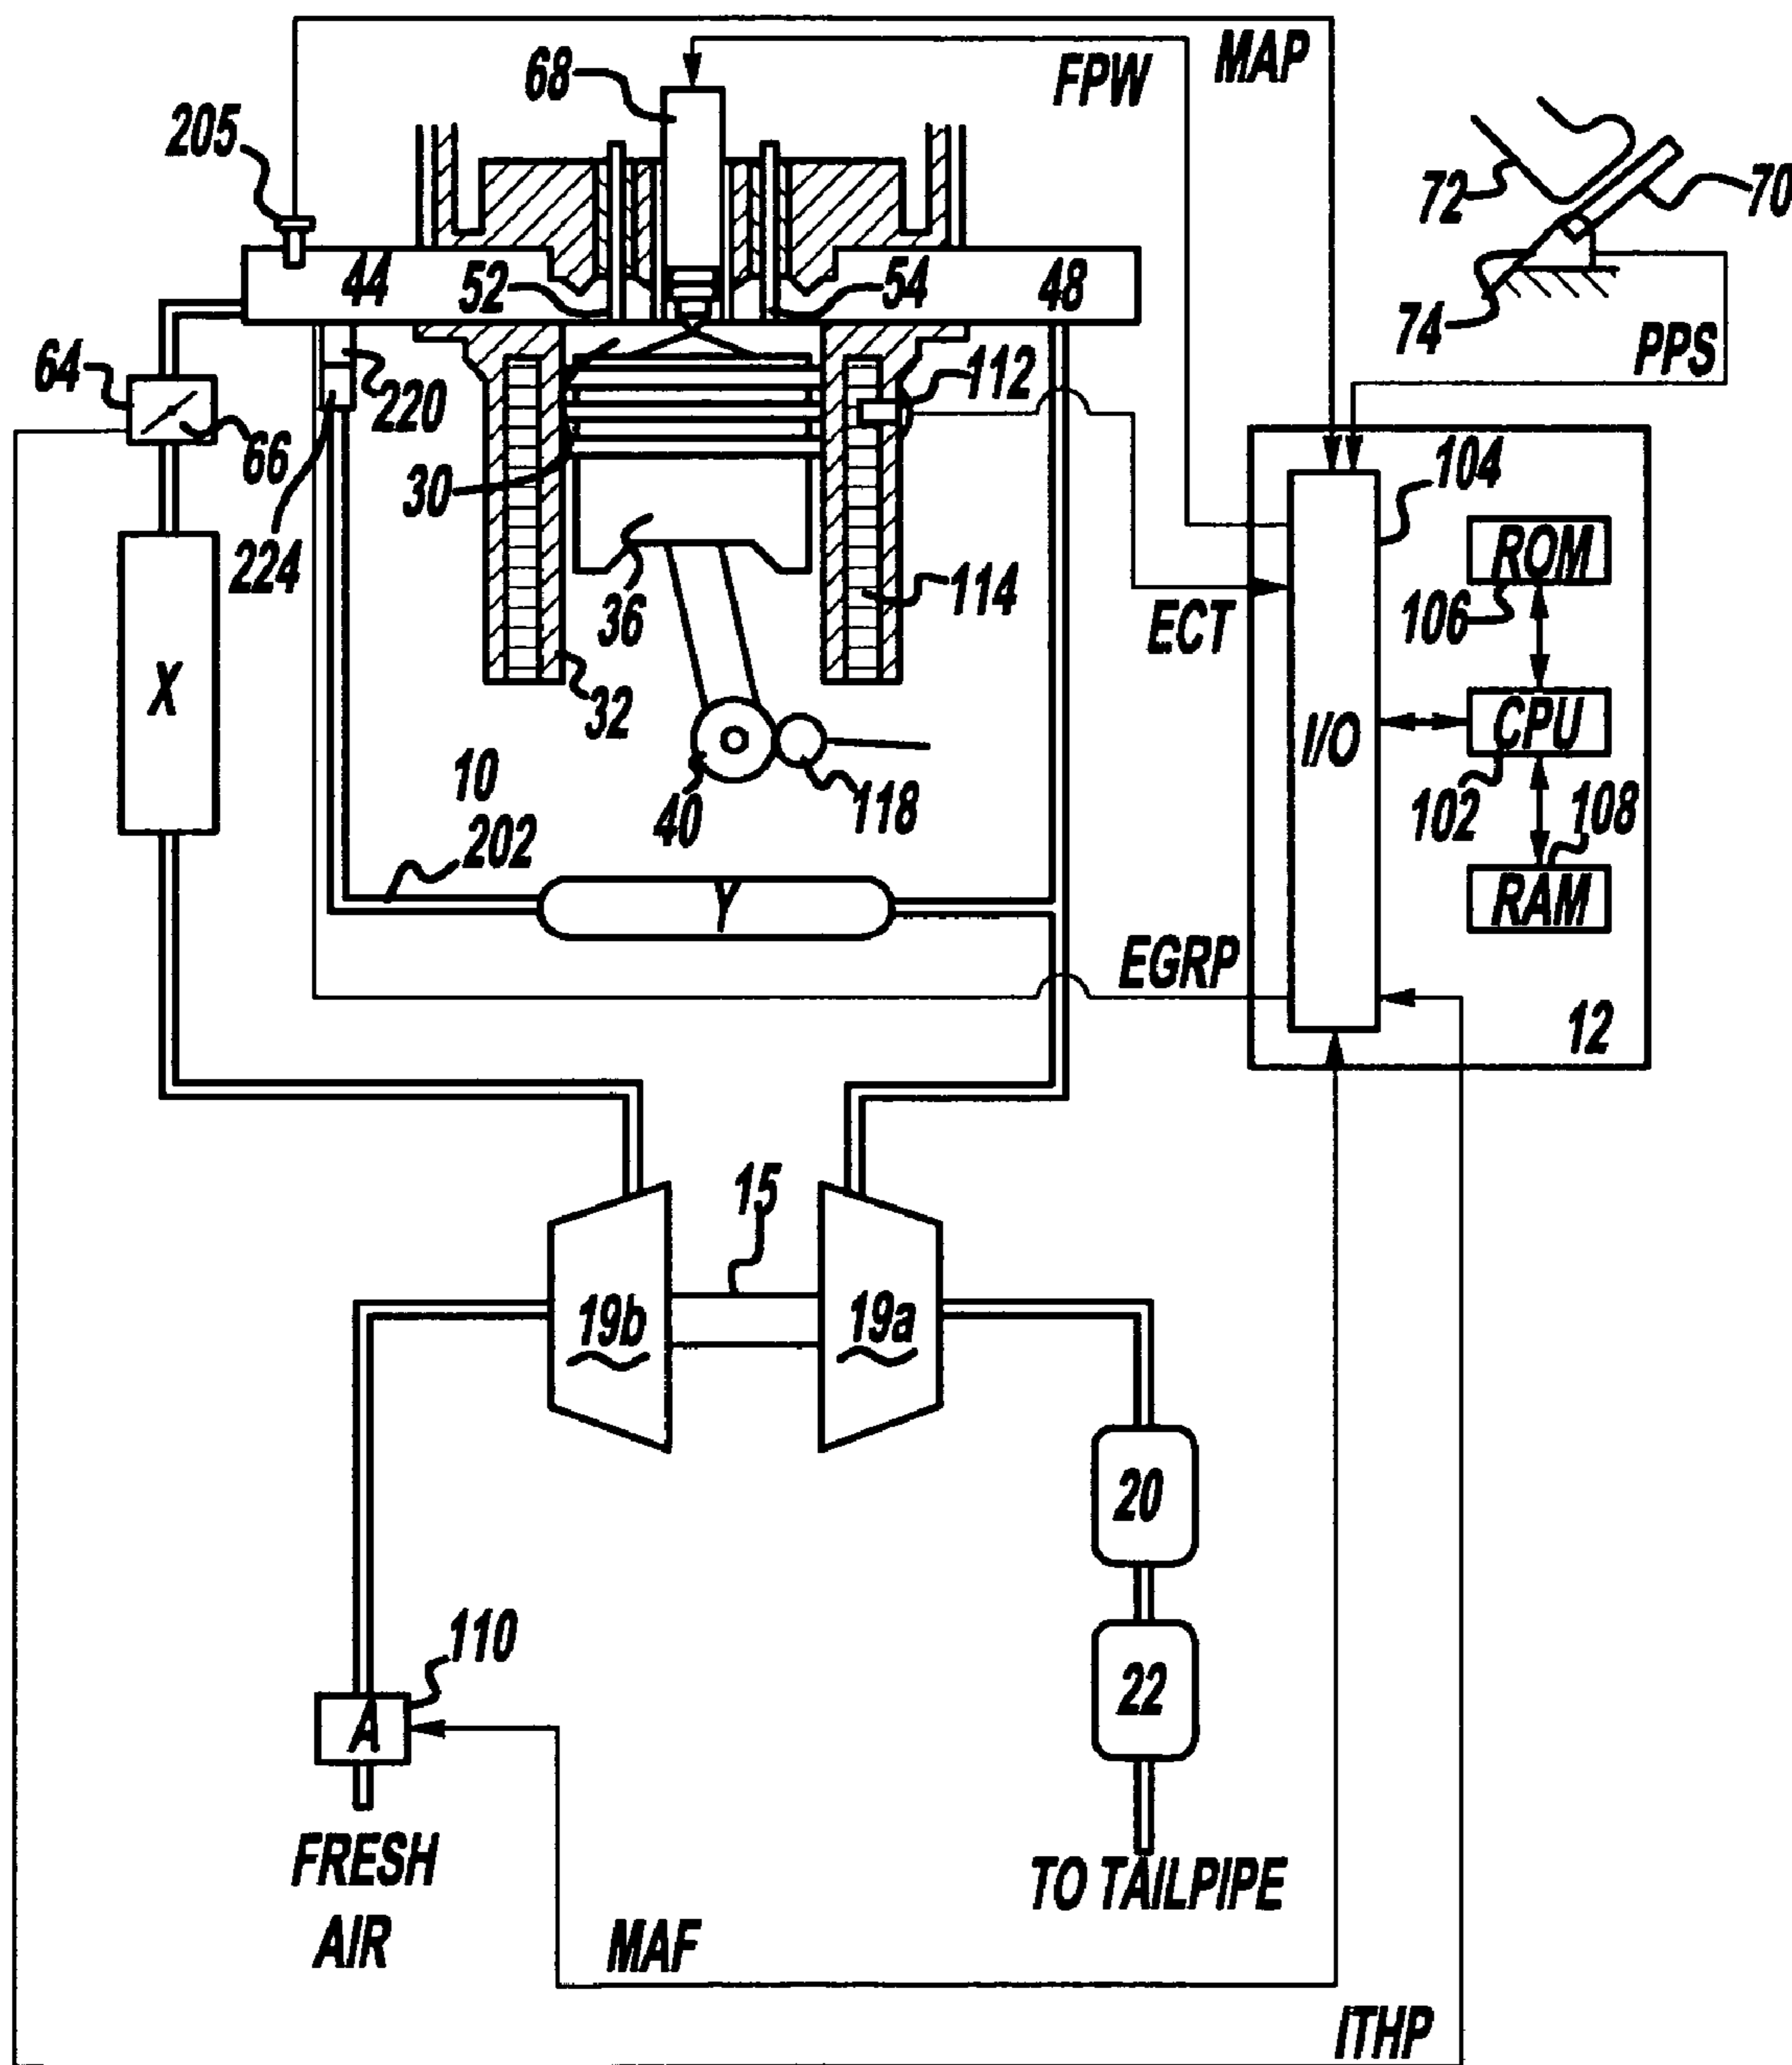 MAP
FPW
68
205
72
70
44
52
54
48
74
PPS
64
220
112
66
30
104
224
ROM
36
114
ECT
106
X
32
I/O
CPU
10
40
118
102
108
202
Y
RAM
EGRP
12
15
19b
19a
20
110
22
A
FRESH
AIR
TO TAILPIPE
MAF
ITHP